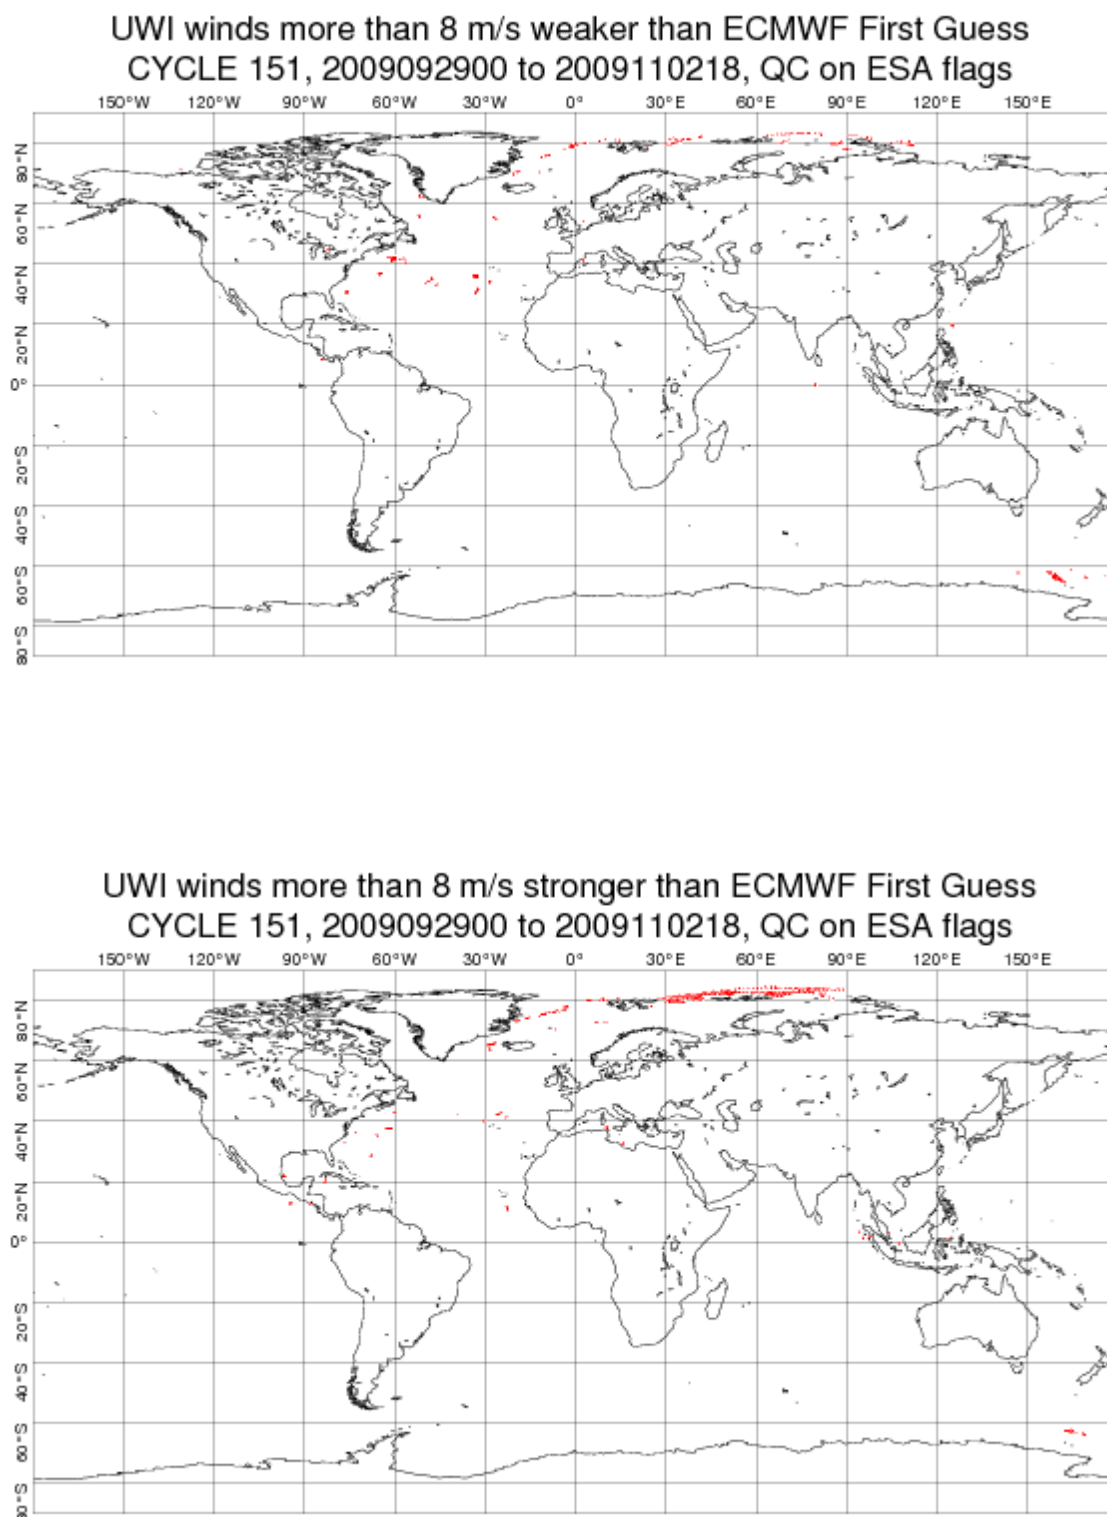 UWI winds more than 8 m/s weaker than ECMWF First Guess
CYCLE 151, 2009092900 to 2009110218, QC on ESA flags
150°W 120°W 90°W 60°W 30°W 0° 30°E 60°E 90°E 120°E 150°E
80°N
60°N
40°N
20°N
0°
20°S
40°S
60°S
80°S
UWI winds more than 8 m/s stronger than ECMWF First Guess
CYCLE 151, 2009092900 to 2009110218, QC on ESA flags
150°W 120°W 90°W 60°W 30°W 0° 30°E 60°E 90°E 120°E 150°E
80°N
60°N
40°N
20°N
0°
20°S
40°S
60°S
80°S